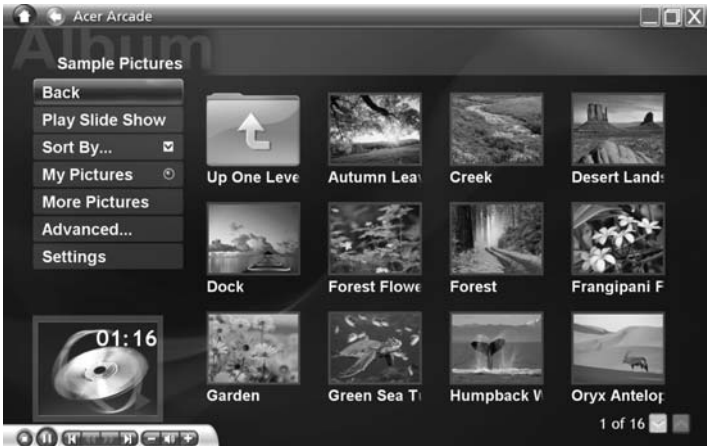 Acer Arcade
Album
Sample Pictures
Back
Play Slide Show
Sort By...
My Pictures
More Pictures
Advanced...
Settings
Up One Leve
Autumn Lea
Creek
Desert Lands
Dock
Forest Flowe
Forest
Frangipani F
Garden
Green Sea T
Humpback W
Oryx Antelop
01:16
1 of 16